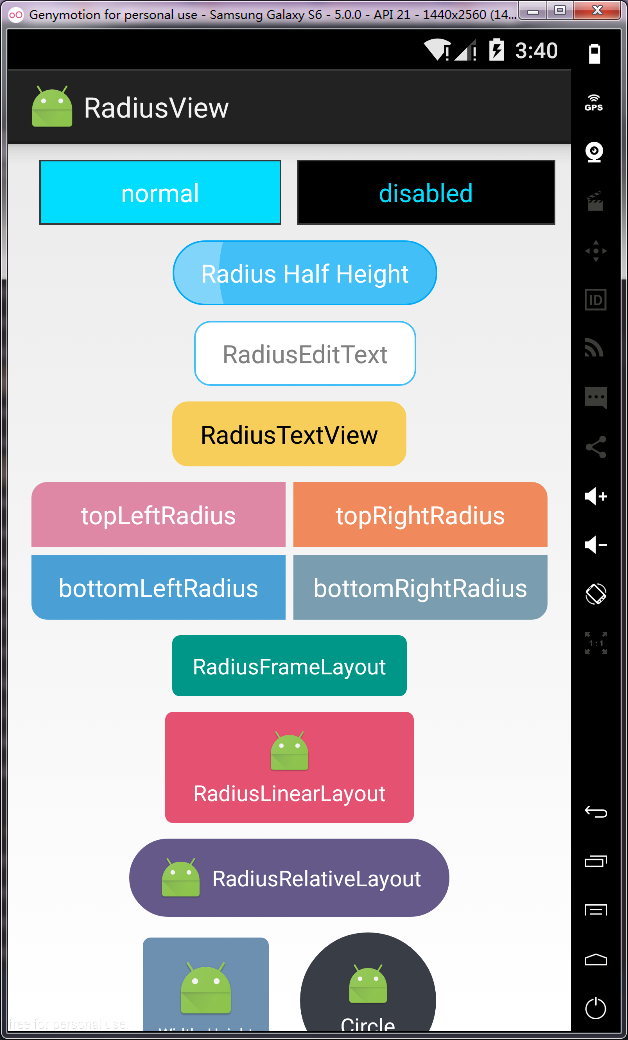 Genymotion for personal use - Samsung Galaxy S6 - 5.0.0 - API 21 - 1440x2560 (14...
3:40
GPS
RadiusView
normal
disabled
Radius Half Height
ID
RadiusEditText
RadiusTextView
topLeftRadius
topRightRadius
bottomLeftRadius
bottomRightRadius
1:1
RadiusFrameLayout
RadiusLinearLayout
RadiusRelativeLayout
Circle
free for personal use